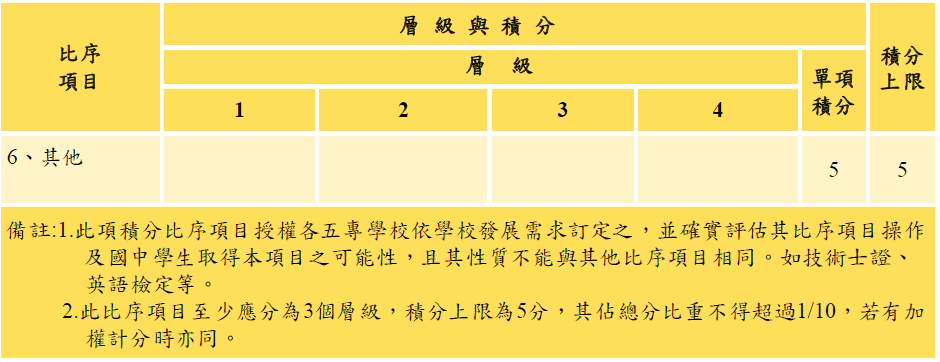 比序
項目
層 級 與 積 分
積分
上限
層 級
單項
積分
1 2 3 4
6、其他 5 5
備註:1.此項積分比序項目授權各五專學校依學校發展需求訂定之，並確實評估其比序項目操作
及國中學生取得本項目之可能性，且其性質不能與其他比序項目相同。如技術士證、
英語檢定等。
2.此比序項目至少應分為3個層級，積分上限為5分，其佔總分比重不得超過1/10，若有加
權計分時亦同。